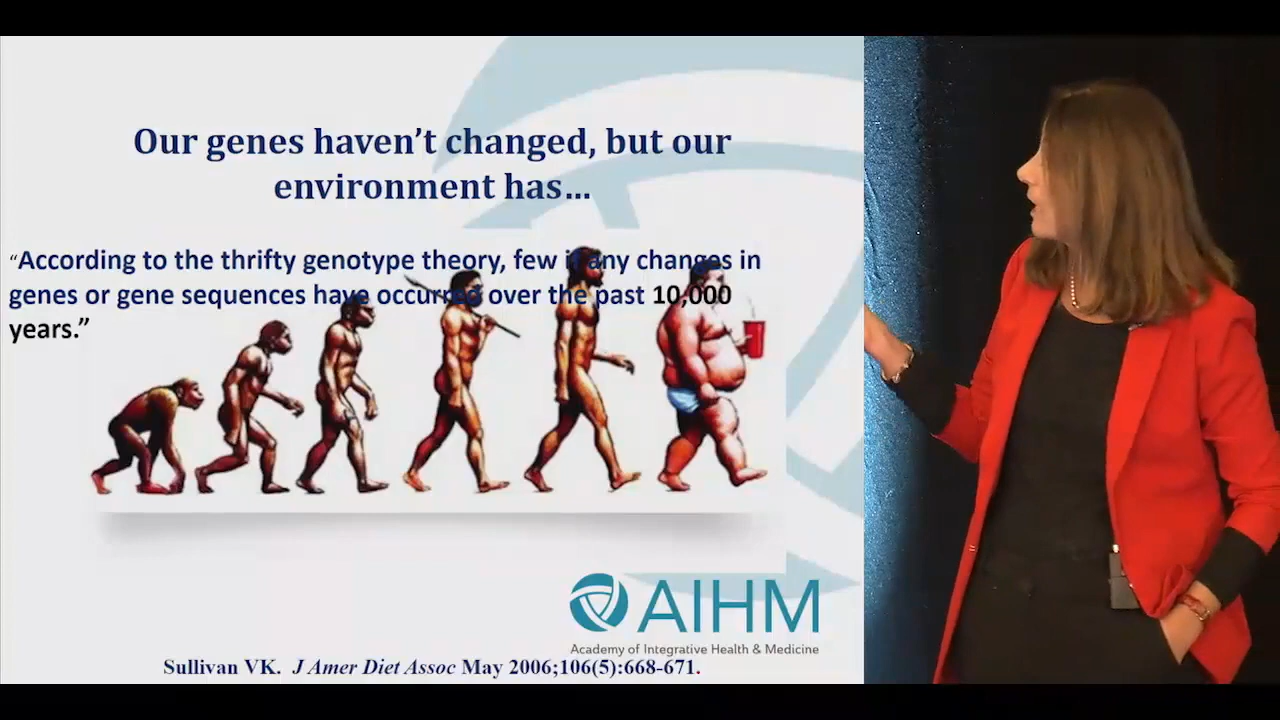 Our genes haven’t changed, but our
environment has...
“According to the thrifty genotype theory, few if any changes in
genes or gene sequences have occurred over the past 10,000
years.”
AIHM
Academy of Integrative Health & Medicine
Sullivan VK. J Amer Diet Assoc May 2006;106(5):668-671.